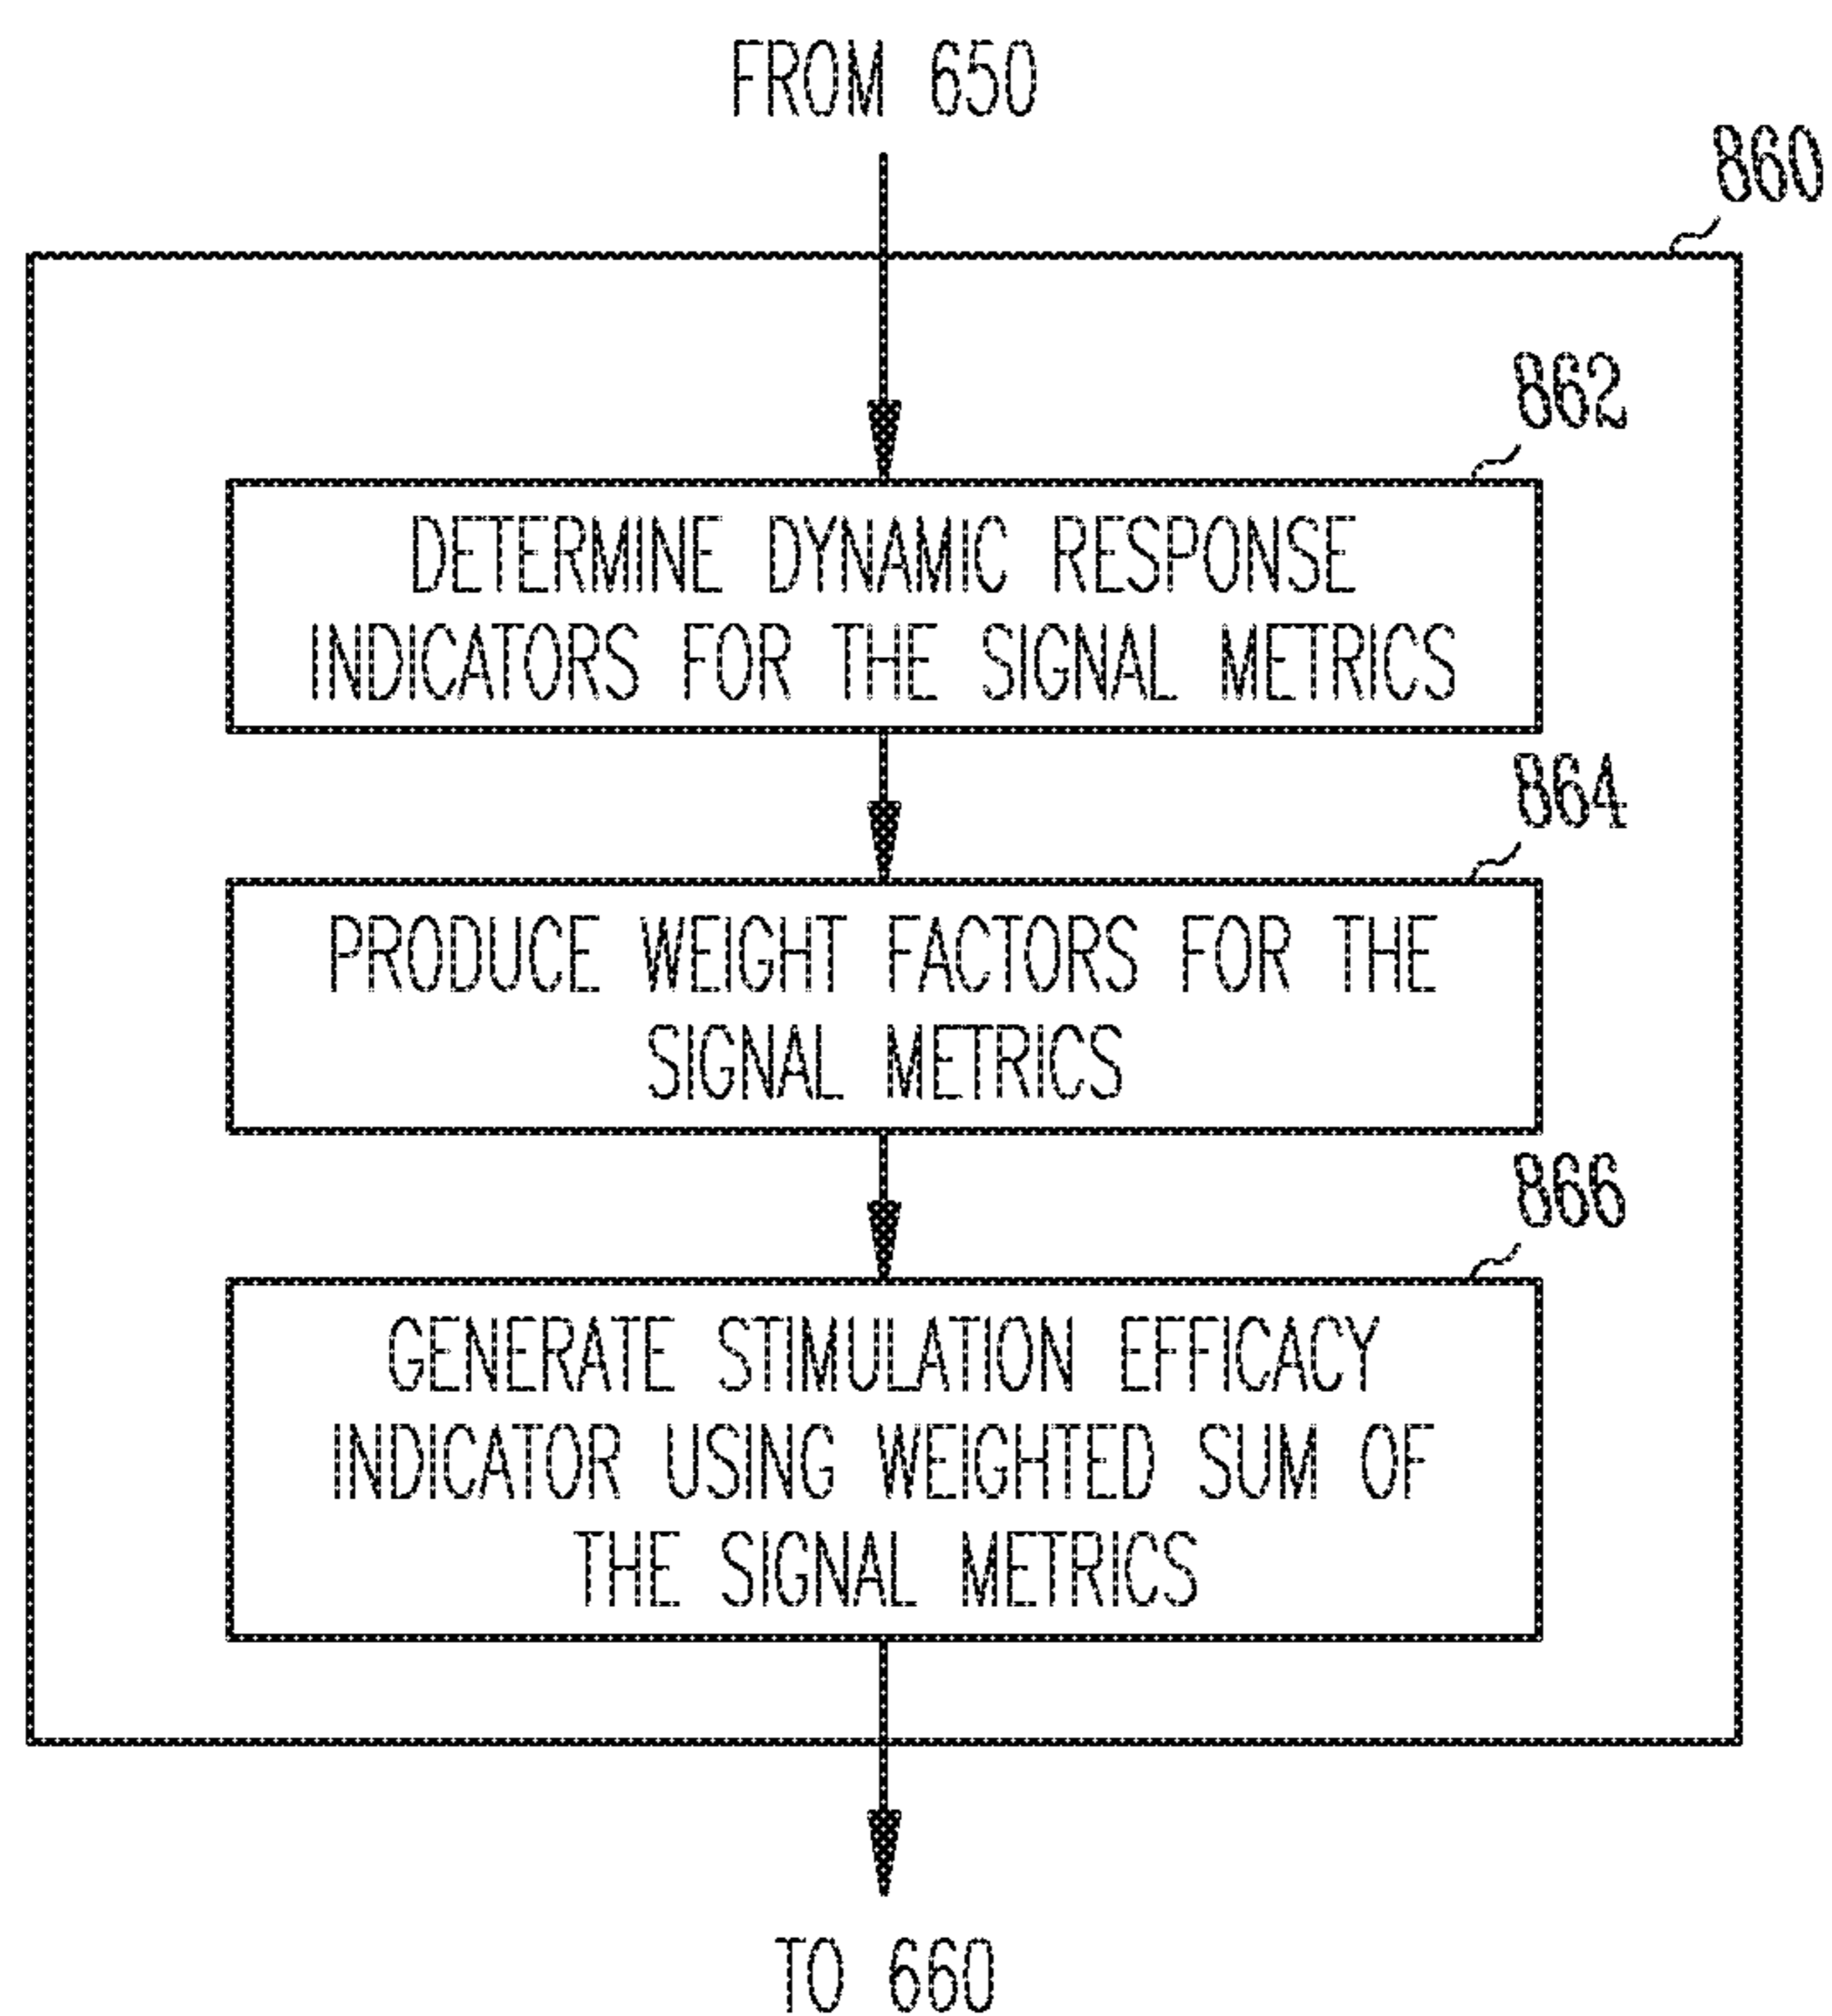 FROM 650
860
862
DETERMINE DYNAMIC RESPONSE
INDICATORS FOR THE SIGNAL METRICS
864
PRODUCE WEIGHT FACTORS FOR THE
SIGNAL METRICS
866
GENERATE STIMULATION EFFICACY
INDICATOR USING WEIGHTED SUM OF
THE SIGNAL METRICS
TO 660